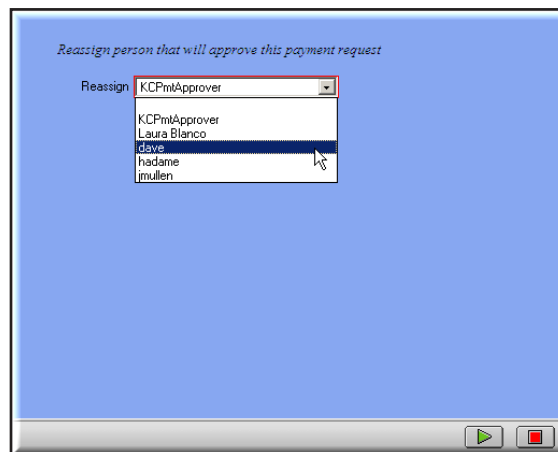 Reassign person that will approve this payment request
Reassign KCPmtApprover
KCPmtApprover
Laura Blanco
dave
hadame
jmullen